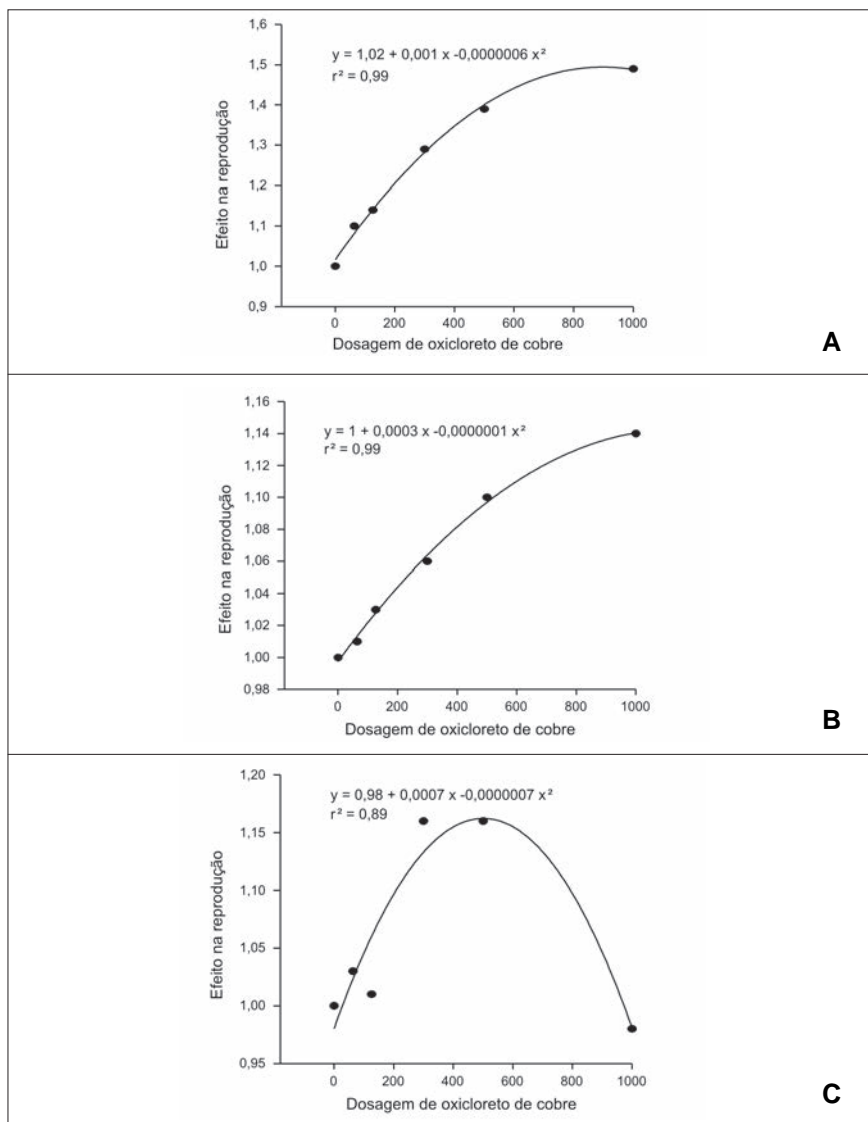 1,6
y = 1,02 + 0,001 x -0,0000006 x²
r² = 0,99
1,5
1,4
1,3
1,2
1,1
1,0
0,9
Efeito na reprodução
0 200 400 600 800 1000
Dosagem de oxicloreto de cobre
A
1,16
1,14
y = 1 + 0,0003 x -0,0000001 x²
r² = 0,99
1,12
1,10
1,08
1,06
1,04
1,02
1,00
0,98
Efeito na reprodução
0 200 400 600 800 1000
Dosagem de oxicloreto de cobre
B
1,20
y = 0,98 + 0,0007 x -0,0000007 x²
r² = 0,89
1,15
1,10
1,05
1,00
0,95
Efeito na reprodução
0 200 400 600 800 1000
Dosagem de oxicloreto de cobre
C